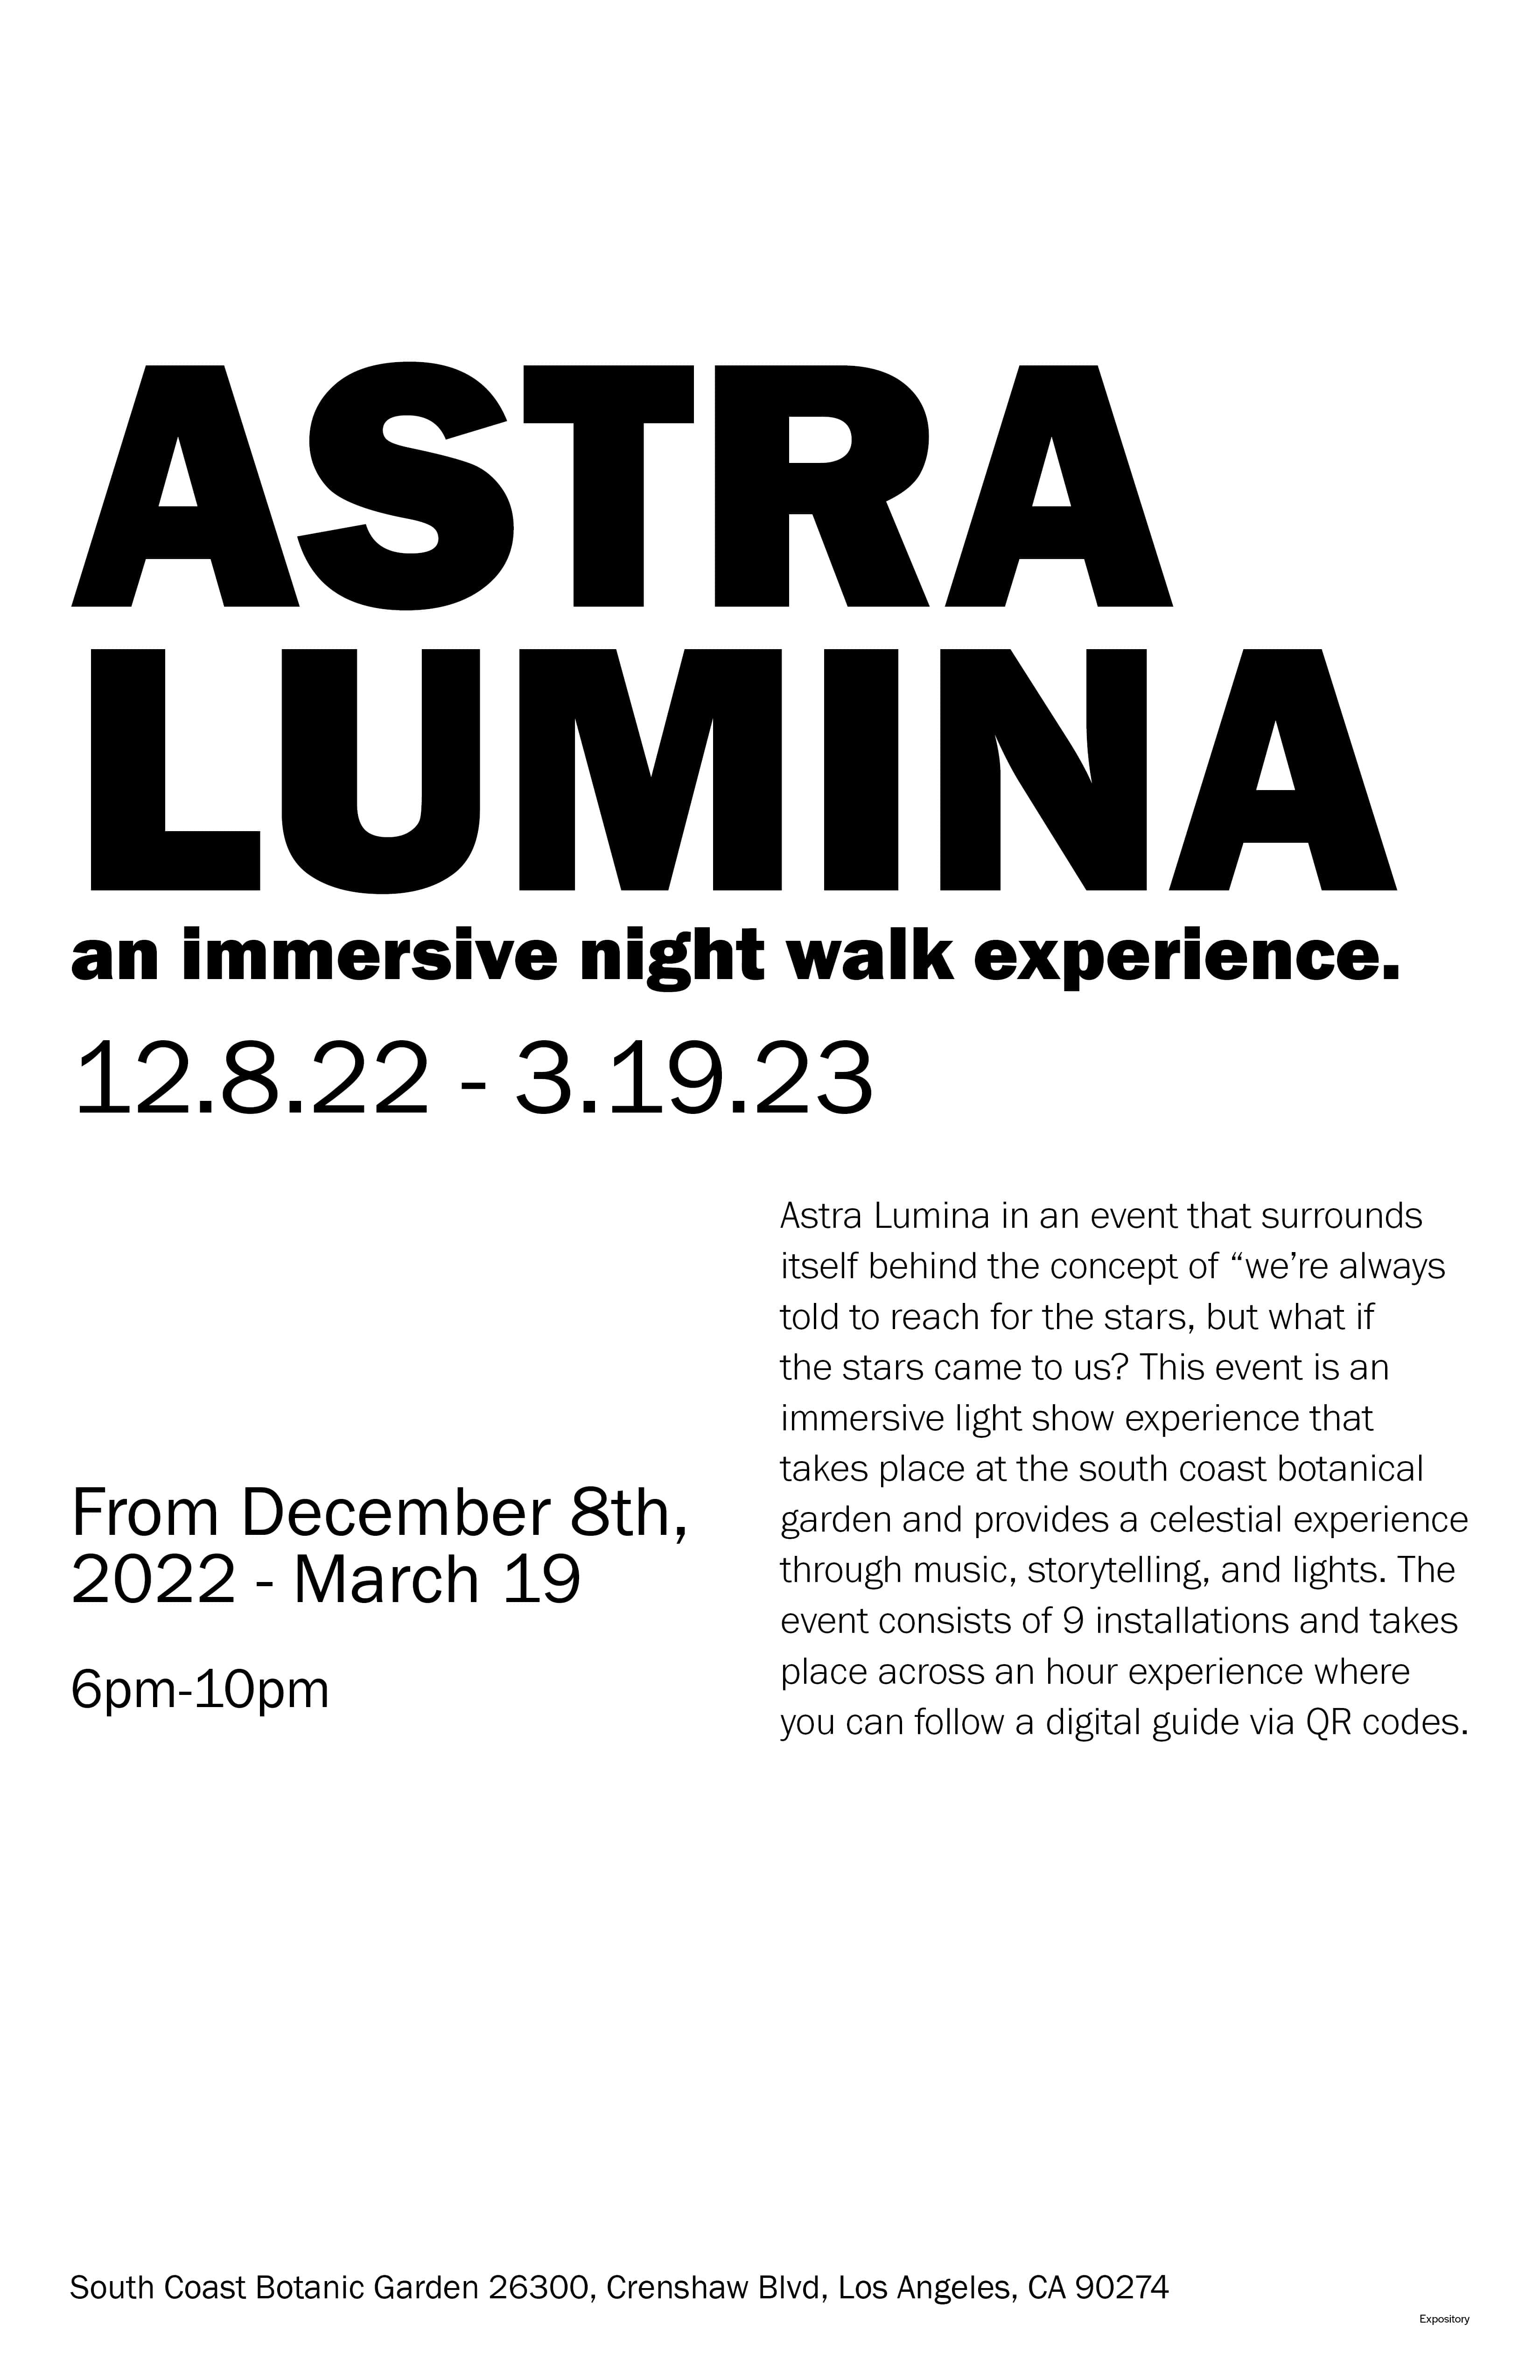 ASTRA
LUMINA
an immersive night walk experience.
12.8.22 - 3.19.23
From December 8th,
2022 - March 19
6pm-10pm
Astra Lumina in an event that surrounds
itself behind the concept of “we’re always
told to reach for the stars, but what if
the stars came to us? This event is an
immersive light show experience that
takes place at the south coast botanical
garden and provides a celestial experience
through music, storytelling, and lights. The
event consists of 9 installations and takes
place across an hour experience where
you can follow a digital guide via QR codes.
South Coast Botanic Garden 26300, Crenshaw Blvd, Los Angeles, CA 90274
Expository